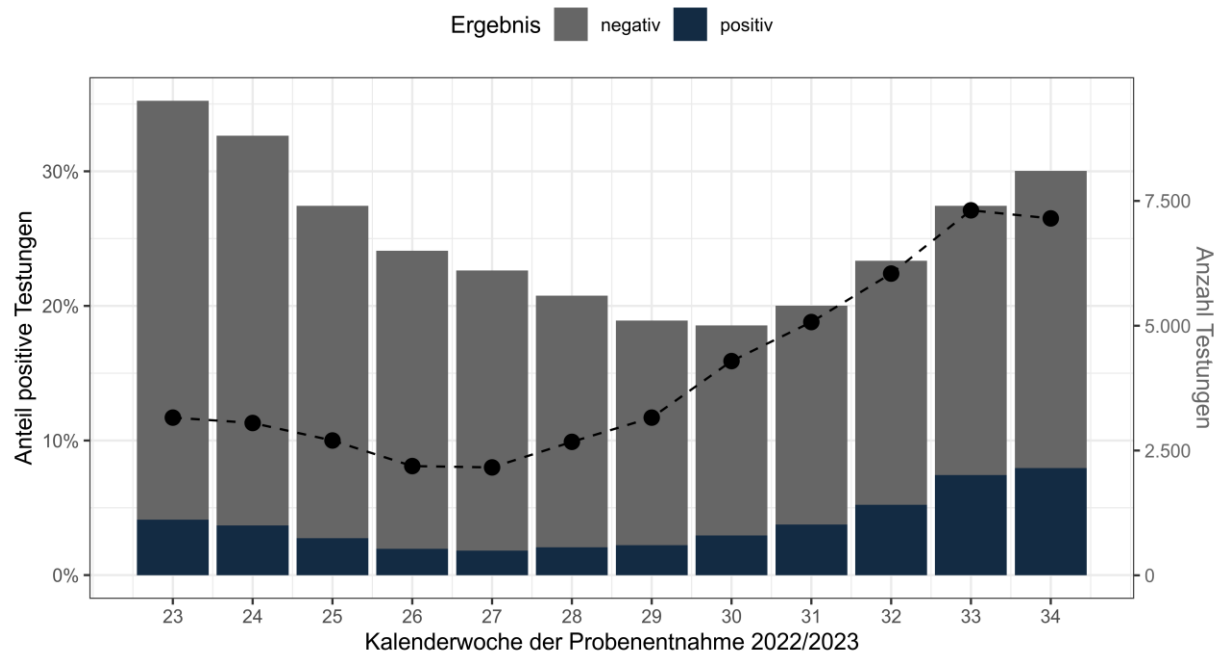 Ergebnis negativ positiv
Anteil positive Testungen
30%
20%
10%
0%
7.500
5.000
2.500
0
Anzahl Testungen
23 24 25 26 27 28 29 30 31 32 33 34
Kalenderwoche der Probenentnahme 2022/2023